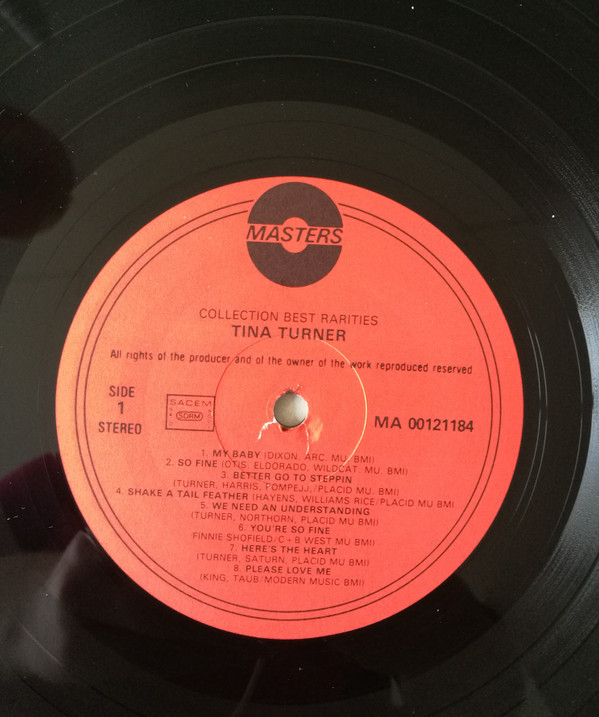 MASTERS
COLLECTION BEST RARITIES
TINA TURNER
All rights of the producer and of the owner of the work reproduced reserved
SIDE
1
STEREO
SACEM
SDRM
MA 00121184
1. MY BABY (DIXON, ARC. MU. BMI)
2. SO FINE (OTIS, ELDORADO, WILDCAT. MU. BMI)
3. BETTER GO TO STEPPIN
(TURNER, HARRIS, POMPEJI,/PLACID MU. BMI)
4. SHAKE A TAIL FEATHER (HAYENS, WILLIAMS RICE/PLACID MU BMI)
5. WE NEED AN UNDERSTANDING
(TURNER, NORTHORN, PLACID MU BMI)
6. YOU'RE SO FINE
FINNIE SHOFIELD/C+B WEST MU BMI)
7. HERE'S THE HEART
(TURNER, SATURN, PLACID MU BMI)
8. PLEASE LOVE ME
(KING, TAUB/MODERN MUSIC BMI)